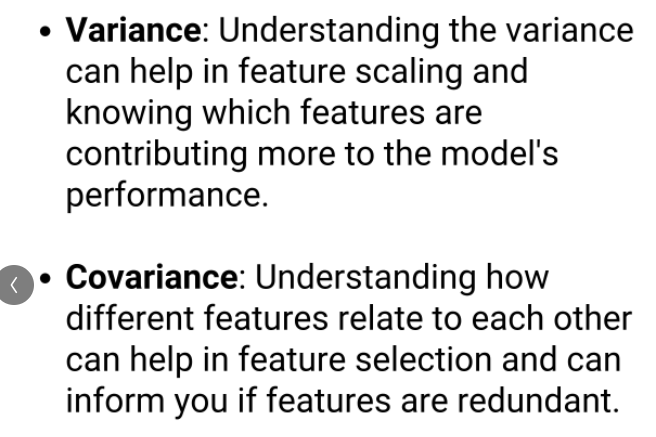 • Variance: Understanding the variance
can help in feature scaling and
knowing which features are
contributing more to the model's
performance.
• Covariance: Understanding how
different features relate to each other
can help in feature selection and can
inform you if features are redundant.